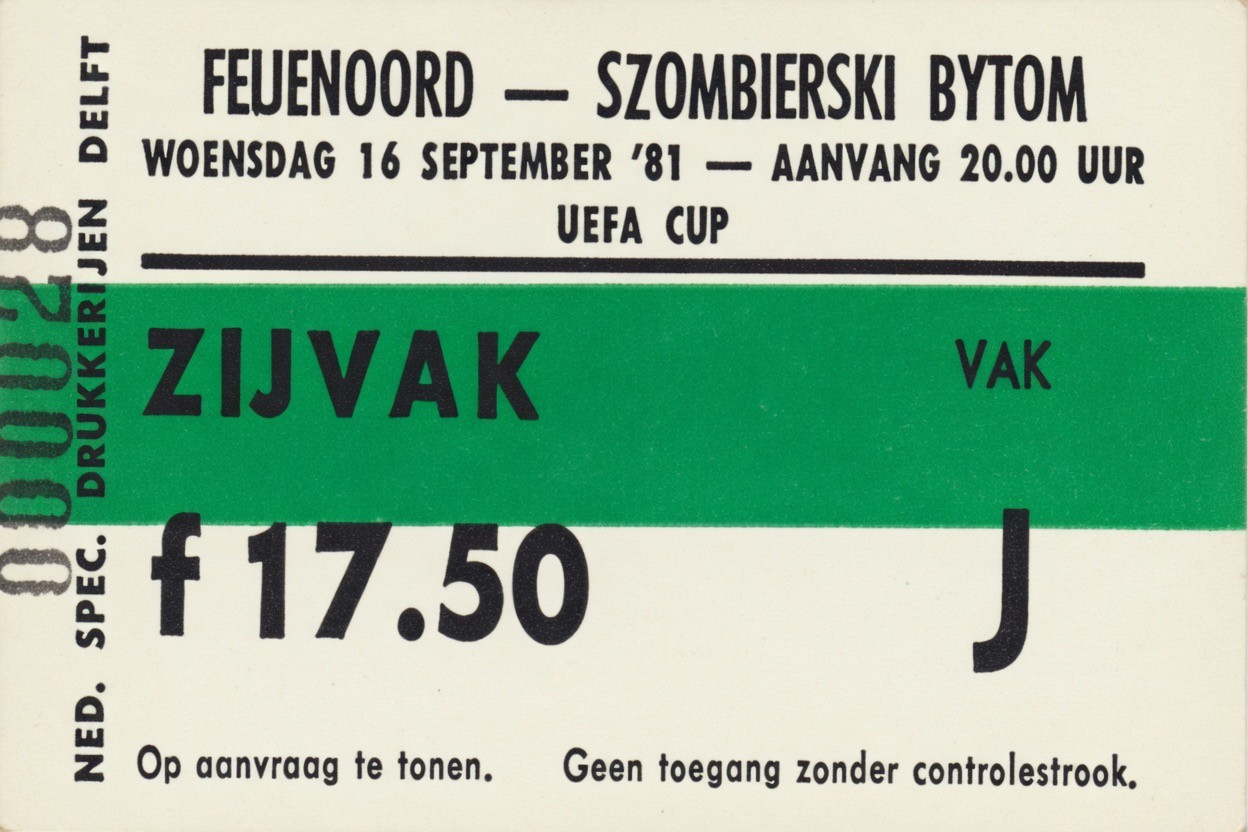 FEIJENOORD — SZOMBIERSKI BYTOM
WOENSDAG 16 SEPTEMBER '81 — AANVANG 20.00 UUR
UEFA CUP
ZIJVAK
VAK
f 17.50
J
Op aanvraag te tonen. Geen toegang zonder controlestrook.
NED. SPEC. DRUKKERIJEN DELFT
000028